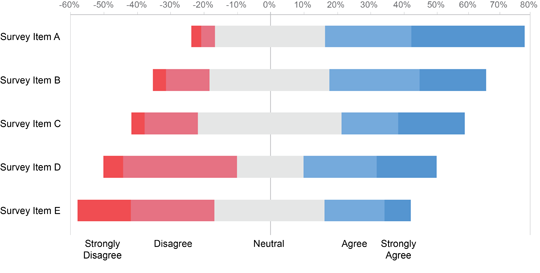 -60% -50% -40% -30% -20% -10% 0% 10% 20% 30% 40% 50% 60% 70% 80%
Survey Item A
Survey Item B
Survey Item C
Survey Item D
Survey Item E
Strongly Disagree Neutral Agree Strongly
Disagree Agree